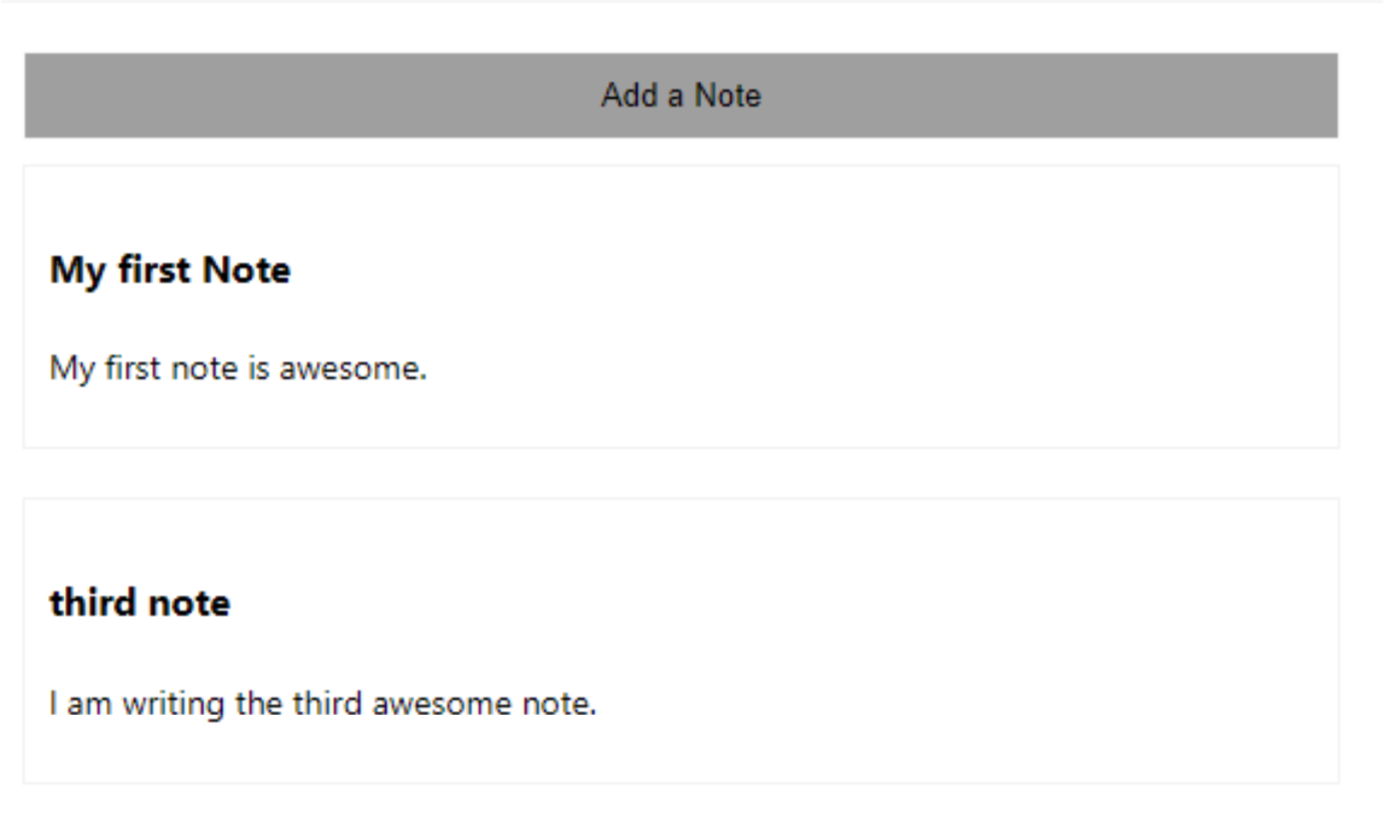 Add a Note
My first Note
My first note is awesome.
third note
I am writing the third awesome note.